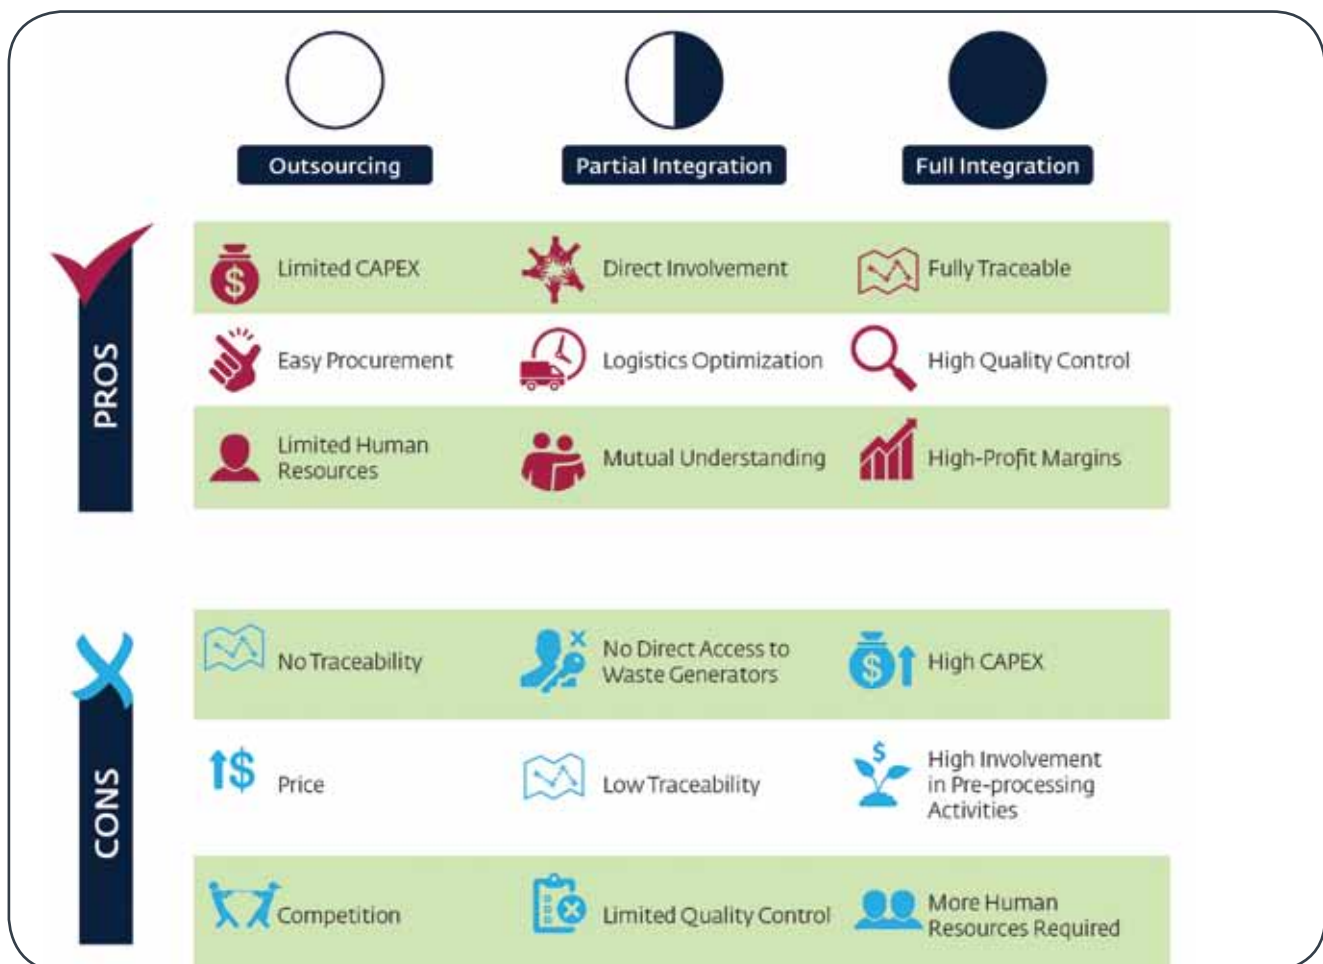 Outsourcing
Partial Integration
Full Integration
PROS
Limited CAPEX
Direct Involvement
Fully Traceable
Easy Procurement
Logistics Optimization
High Quality Control
Limited Human
Resources
Mutual Understanding
High-Profit Margins
CONS
No Traceability
No Direct Access to
Waste Generators
High CAPEX
Price
Low Traceability
High Involvement
in Pre-processing
Activities
Competition
Limited Quality Control
More Human
Resources Required